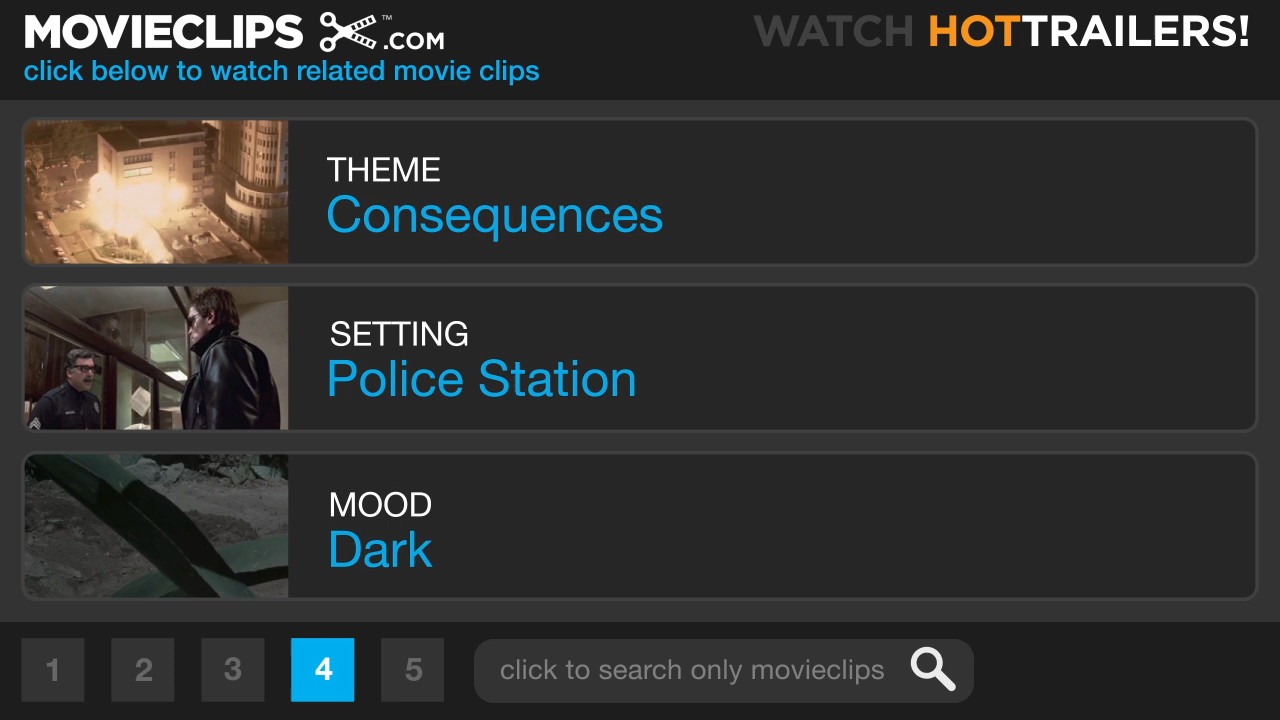 MOVIECLIPS ™ .COM
WATCH HOTTRAILERS!
click below to watch related movie clips
THEME
Consequences
SETTING
Police Station
MOOD
Dark
1 2 3 4 5 click to search only movieclips